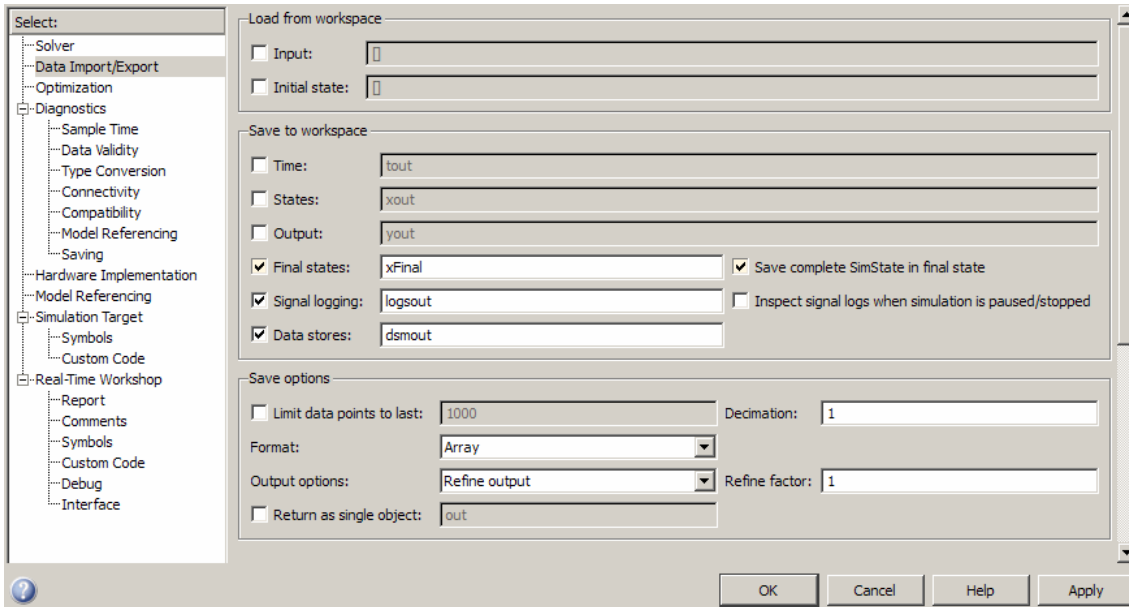 Select:
Solver
Data Import/Export
Optimization
Diagnostics
Sample Time
Data Validity
Type Conversion
Connectivity
Compatibility
Model Referencing
Saving
Hardware Implementation
Model Referencing
Simulation Target
Symbols
Custom Code
Real-Time Workshop
Report
Comments
Symbols
Custom Code
Debug
Interface
Load from workspace
Input: []
Initial state: []
Save to workspace
Time: tout
States: xout
Output: yout
Final states: xFinal Save complete SimState in final state
Signal logging: logsout Inspect signal logs when simulation is paused/stopped
Data stores: dsmout
Save options
Limit data points to last: 1000 Decimation: 1
Format: Array
Output options: Refine output Refine factor: 1
Return as single object: out
? OK Cancel Help Apply